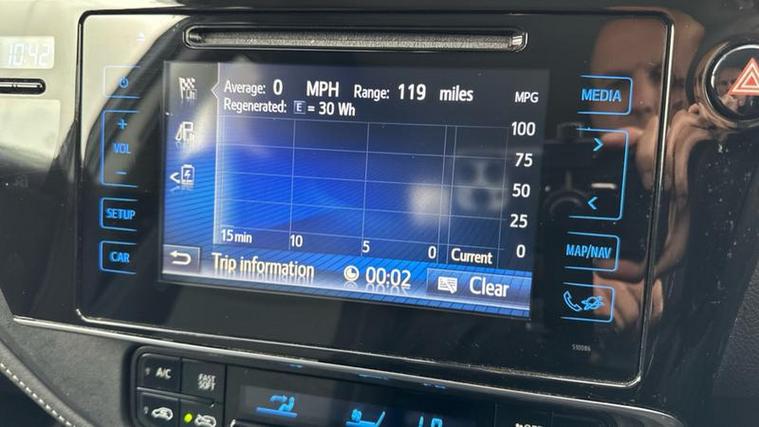 10:42
MEDIA
Average: 0 MPH Range: 119 miles
Regenerated: E = 30 Wh
MPG
100
75
50
25
0
15 min 10 5 0 Current
Trip information 00:02 Clear
+
VOL
−
SETUP
CAR
>
<
MAP/NAV
510086
A/C
FAST
SOFT